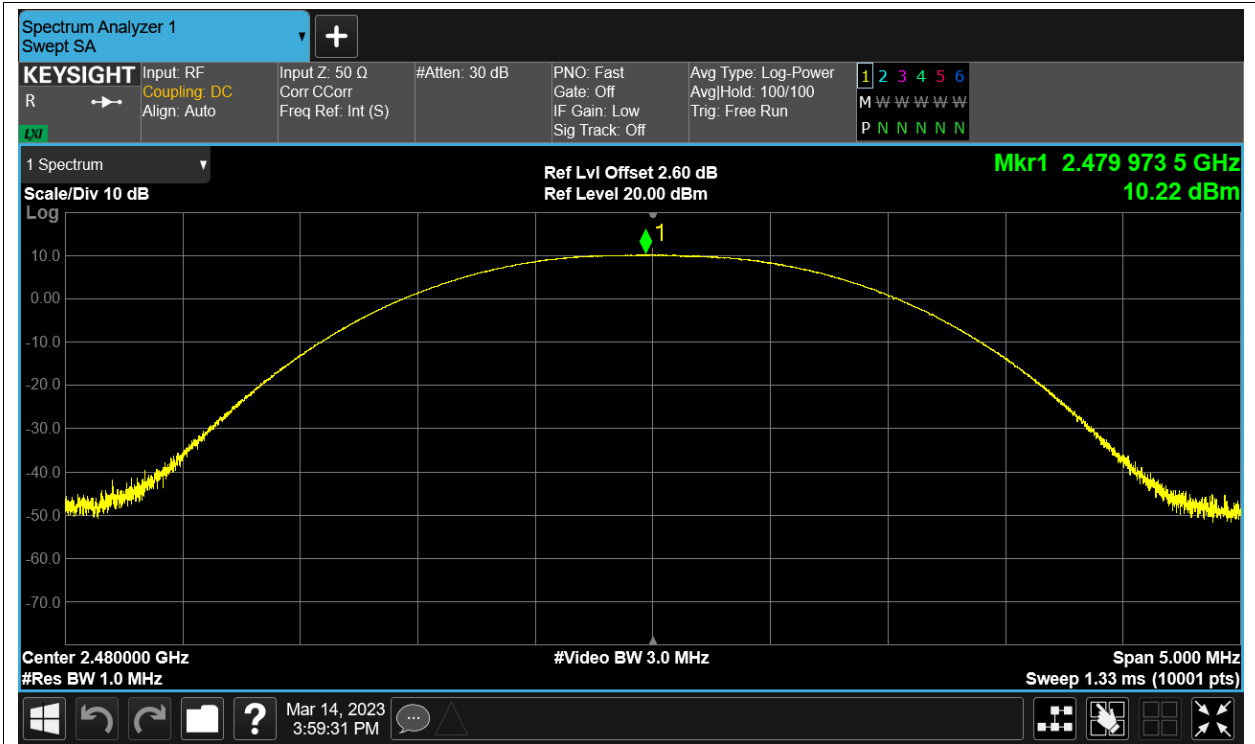 Spectrum Analyzer 1
Swept SA
KEYSIGHT
R
LXI
Input: RF
Coupling: DC
Align: Auto
Input Z: 50 Ω
Corr CCorr
Freq Ref: Int (S)
#Atten: 30 dB
PNO: Fast
Gate: Off
IF Gain: Low
Sig Track: Off
Avg Type: Log-Power
Avg|Hold: 100/100
Trig: Free Run
1 2 3 4 5 6
M W W W W W
P N N N N N
1 Spectrum
Scale/Div 10 dB
Log
Ref Lvl Offset 2.60 dB
Ref Level 20.00 dBm
Mkr1 2.479 973 5 GHz
10.22 dBm
1
10.0
0.00
-10.0
-20.0
-30.0
-40.0
-50.0
-60.0
-70.0
Center 2.480000 GHz
#Res BW 1.0 MHz
#Video BW 3.0 MHz
Span 5.000 MHz
Sweep 1.33 ms (10001 pts)
?
Mar 14, 2023
3:59:31 PM